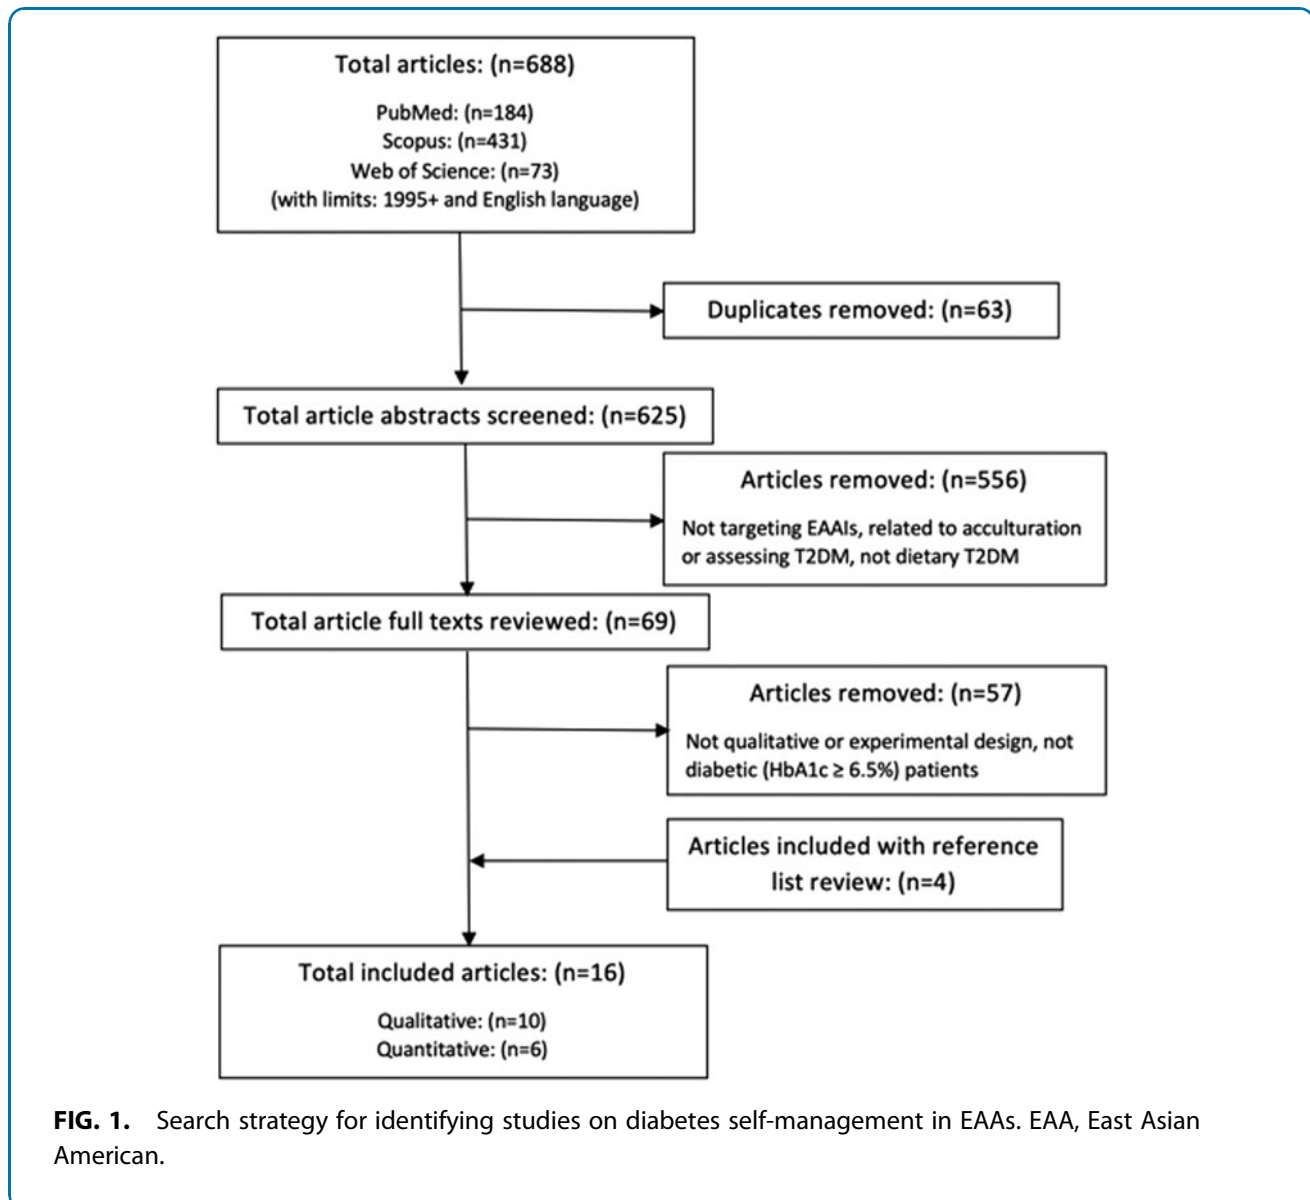 Total articles: (n=688)
PubMed: (n=184)
Scopus: (n=431)
Web of Science: (n=73)
(with limits: 1995+ and English language)
Duplicates removed: (n=63)
Total article abstracts screened: (n=625)
Articles removed: (n=556)
Not targeting EAAIs, related to acculturation
or assessing T2DM, not dietary T2DM
Total article full texts reviewed: (n=69)
Articles removed: (n=57)
Not qualitative or experimental design, not
diabetic (HbA1c ≥ 6.5%) patients
Articles included with reference
list review: (n=4)
Total included articles: (n=16)
Qualitative: (n=10)
Quantitative: (n=6)
FIG. 1. Search strategy for identifying studies on diabetes self-management in EAAs. EAA, East Asian
American.